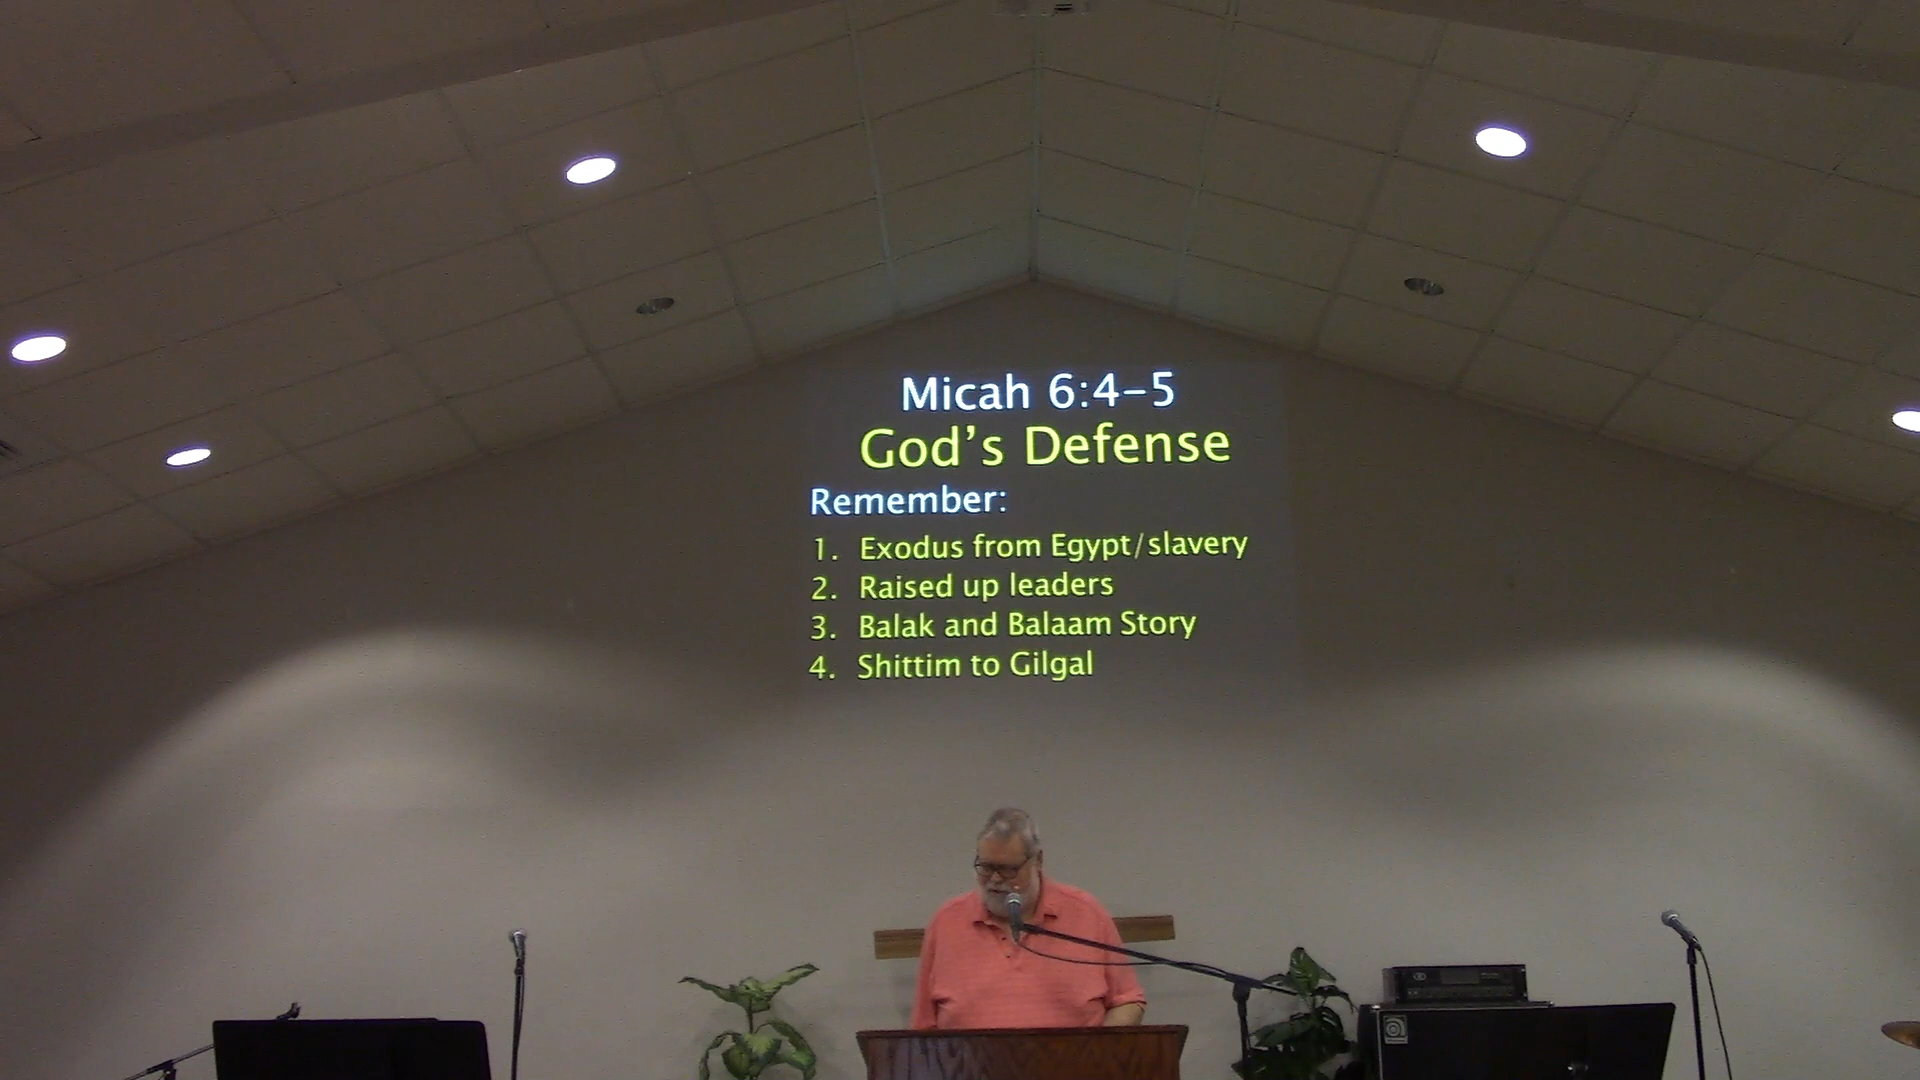 Micah 6:4–5
God’s Defense
Remember:
1. Exodus from Egypt/slavery
2. Raised up leaders
3. Balak and Balaam Story
4. Shittim to Gilgal